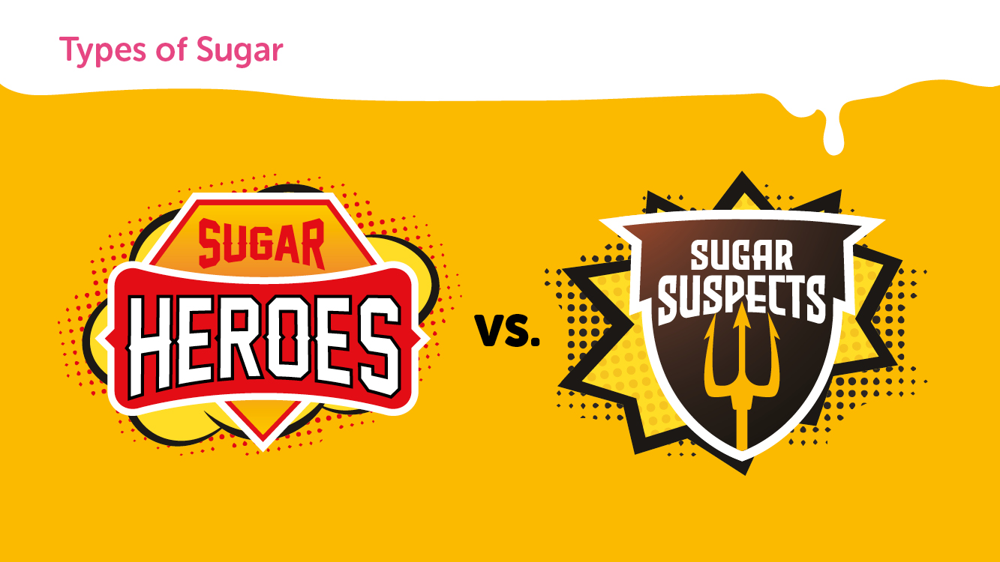 Types of Sugar
SUGAR
HEROES
vs.
SUGAR
SUSPECTS